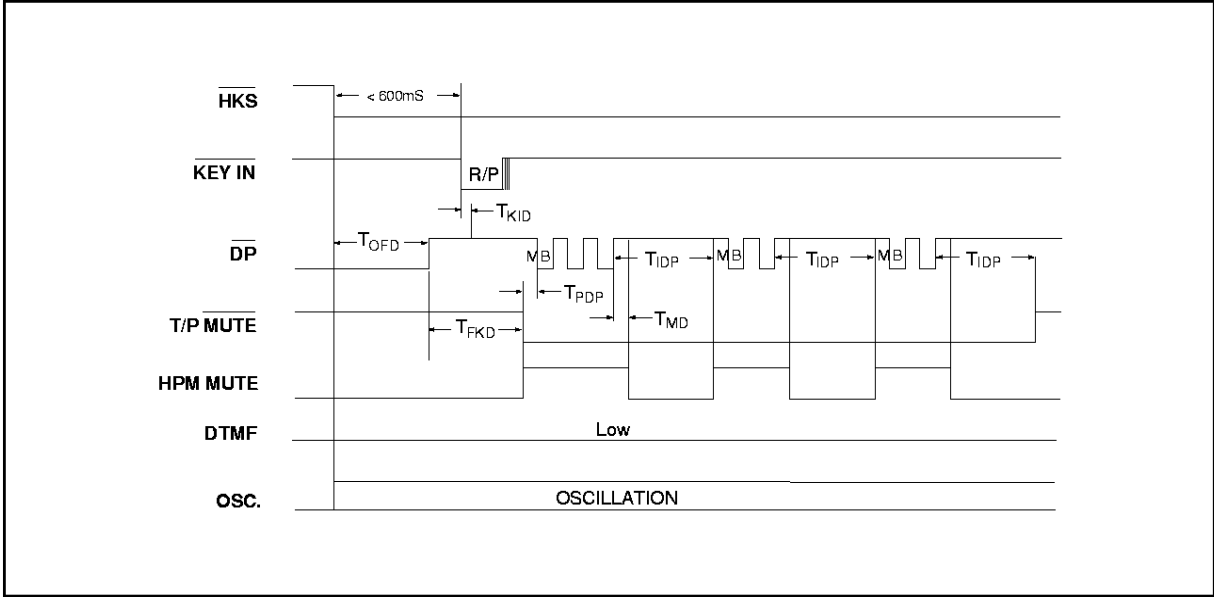 HKS
< 600mS
KEY IN
R/P
TKID
DP
TOFD
MB
TIDP
MB
TIDP
MB
TIDP
TPDP
T/P MUTE
TFKD
TMD
HPM MUTE
DTMF
Low
OSC.
OSCILLATION